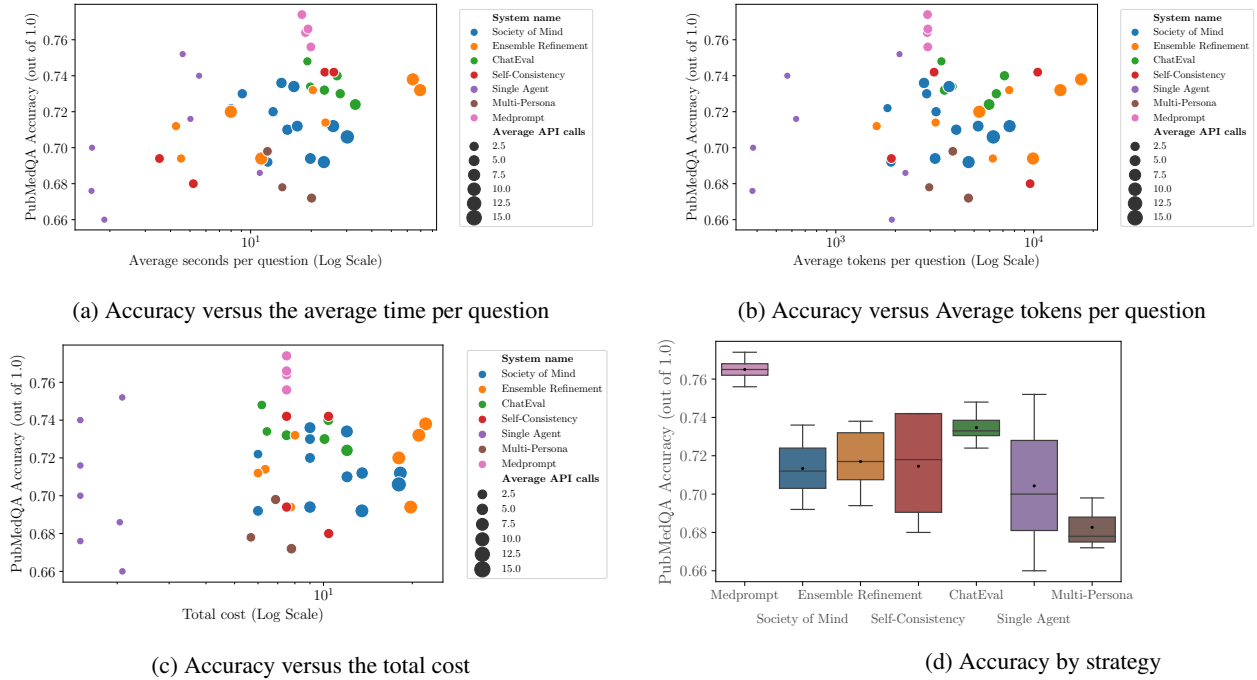 PubMedQA Accuracy (out of 1.0)
0.76
0.74
0.72
0.70
0.68
0.66
10¹
Average seconds per question (Log Scale)
System name
Society of Mind
Ensemble Refinement
ChatEval
Self-Consistency
Single Agent
Multi-Persona
Medprompt
Average API calls
2.5
5.0
7.5
10.0
12.5
15.0
(a) Accuracy versus the average time per question
PubMedQA Accuracy (out of 1.0)
0.76
0.74
0.72
0.70
0.68
0.66
10³ 10⁴
Average tokens per question (Log Scale)
System name
Society of Mind
Ensemble Refinement
ChatEval
Self-Consistency
Single Agent
Multi-Persona
Medprompt
Average API calls
2.5
5.0
7.5
10.0
12.5
15.0
(b) Accuracy versus Average tokens per question
PubMedQA Accuracy (out of 1.0)
0.76
0.74
0.72
0.70
0.68
0.66
10¹
Total cost (Log Scale)
System name
Society of Mind
Ensemble Refinement
ChatEval
Self-Consistency
Single Agent
Multi-Persona
Medprompt
Average API calls
2.5
5.0
7.5
10.0
12.5
15.0
(c) Accuracy versus the total cost
PubMedQA Accuracy (out of 1.0)
0.76
0.74
0.72
0.70
0.68
0.66
Medprompt Ensemble Refinement ChatEval Multi-Persona
Society of Mind Self-Consistency Single Agent
(d) Accuracy by strategy